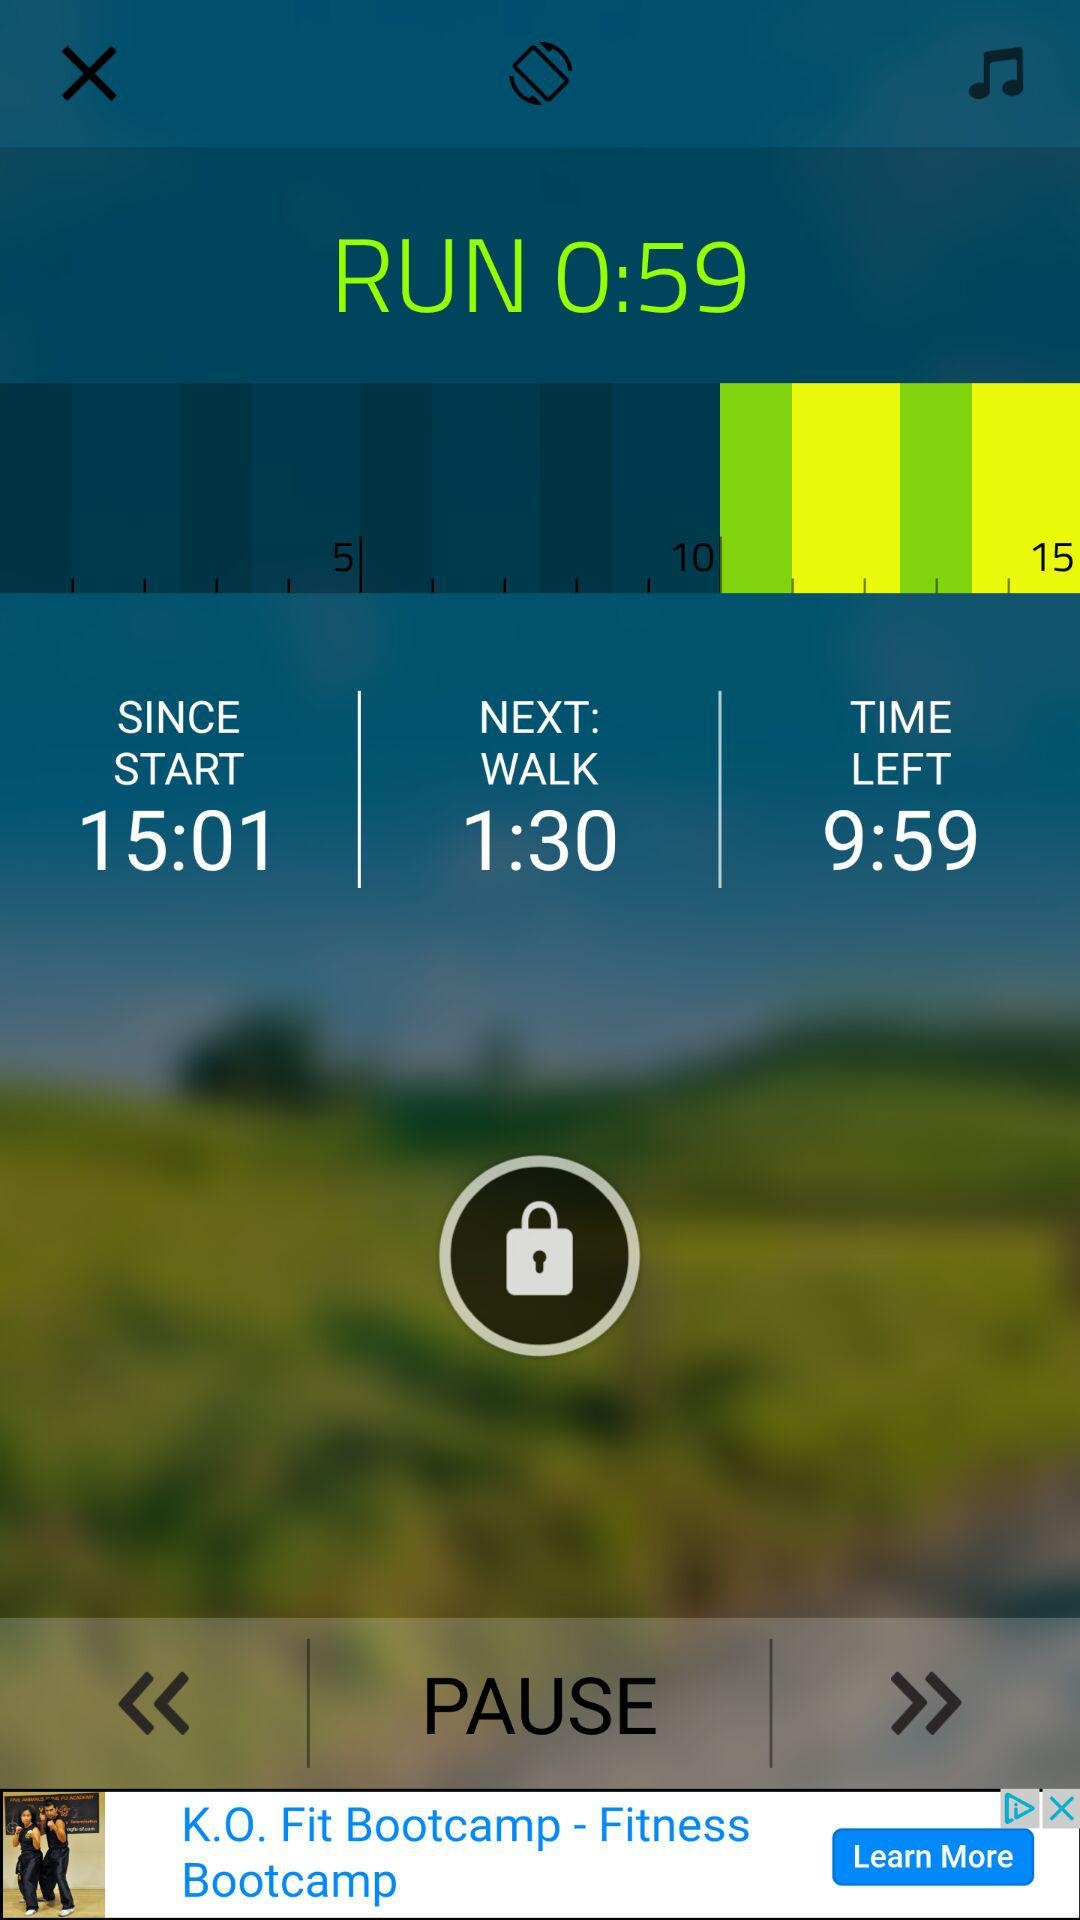 RUN 0:59
5 10 15
SINCE
START
15:01
NEXT:
WALK
1:30
TIME
LEFT
9:59
PAUSE
K.O. Fit Bootcamp - Fitness
Bootcamp
Learn More